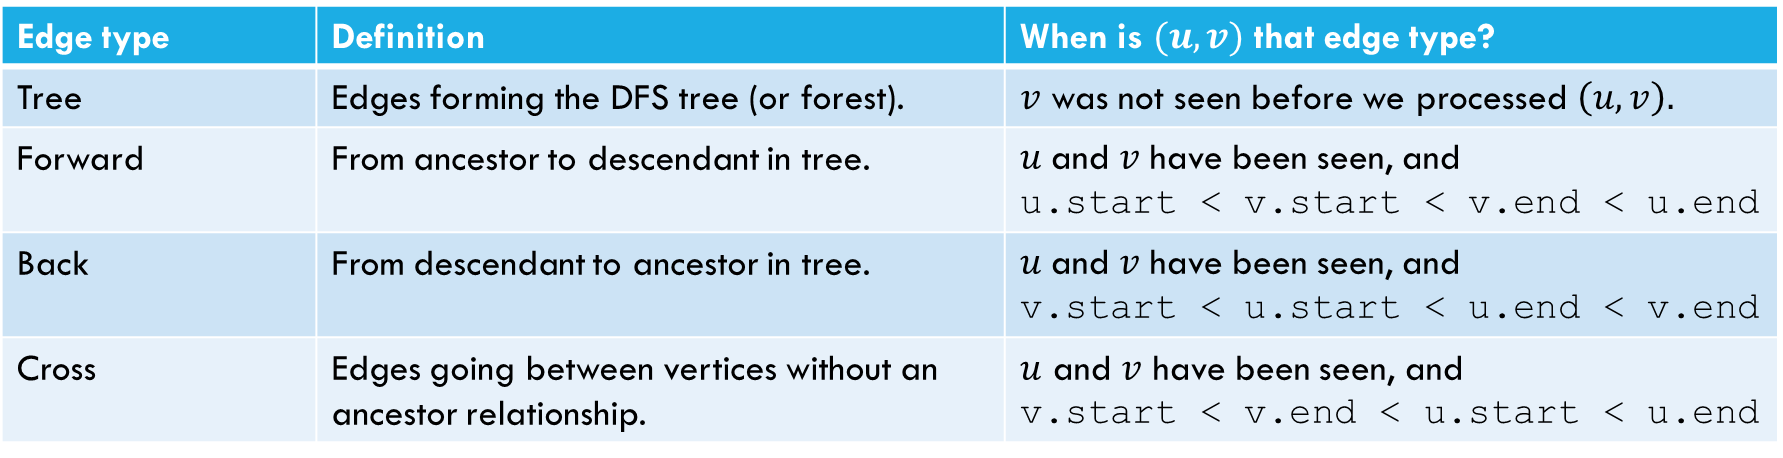 Edge type
Definition
When is (u, v) that edge type?
Tree
Edges forming the DFS tree (or forest).
v was not seen before we processed (u, v).
Forward
From ancestor to descendant in tree.
u and v have been seen, and
u.start < v.start < v.end < u.end
Back
From descendant to ancestor in tree.
u and v have been seen, and
v.start < u.start < u.end < v.end
Cross
Edges going between vertices without an
ancestor relationship.
u and v have been seen, and
v.start < v.end < u.start < u.end